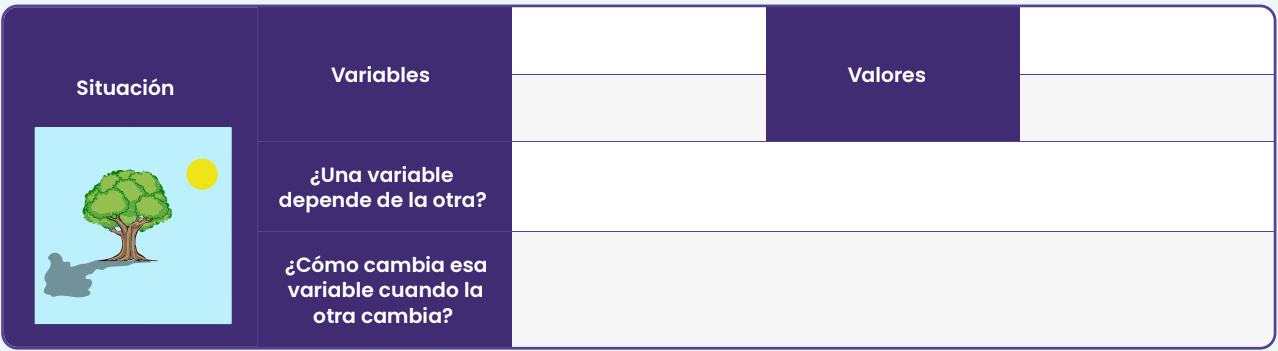 Situación
Variables
Valores
¿Una variable
depende de la otra?
¿Cómo cambia esa
variable cuando la
otra cambia?